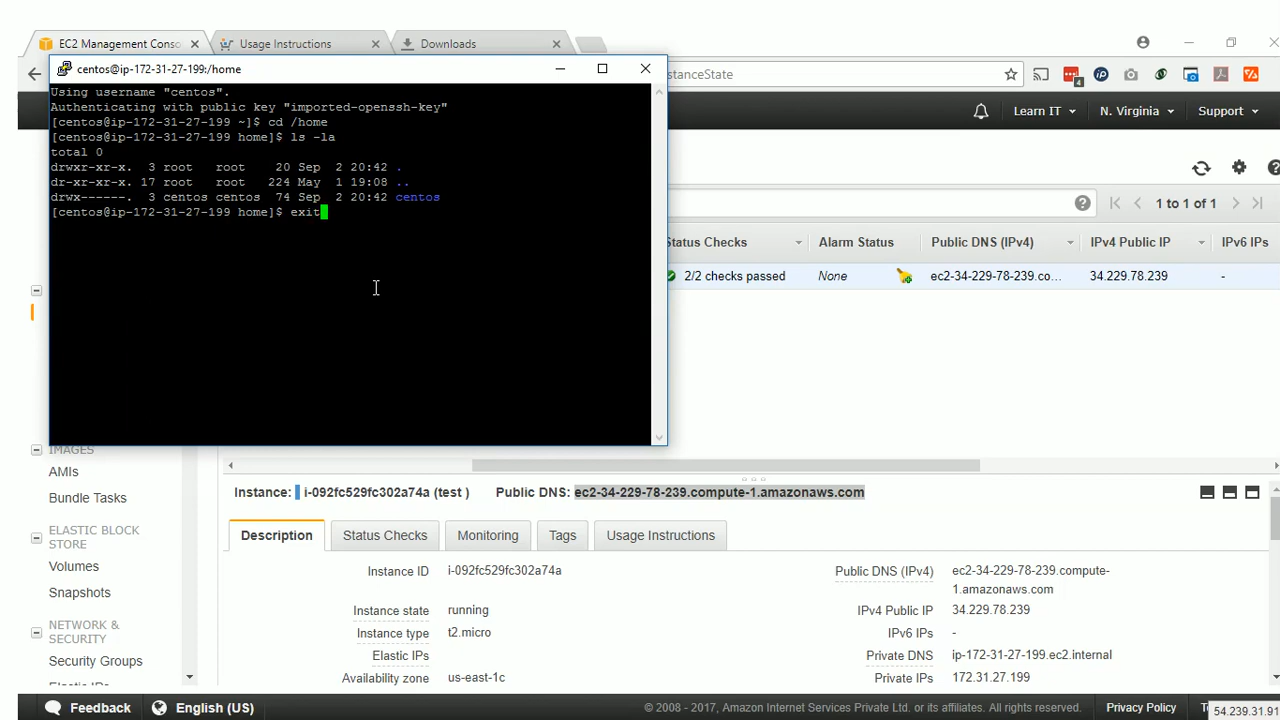 EC2 Management Conso
Usage Instructions
Downloads
centos@ip-172-31-27-199:/home
stanceState
Using username "centos".
Authenticating with public key "imported-openssh-key"
[centos@ip-172-31-27-199 ~]$ cd /home
[centos@ip-172-31-27-199 home]$ ls -la
total 0
drwxr-xr-x. 3 root root 20 Sep 2 20:42 .
dr-xr-xr-x. 17 root root 224 May 1 19:08 ..
drwx------. 3 centos centos 74 Sep 2 20:42 centos
[centos@ip-172-31-27-199 home]$ exit
4
Learn IT
N. Virginia
Support
1 to 1 of 1
Status Checks
Alarm Status
Public DNS (IPv4)
IPv4 Public IP
IPv6 IPs
2/2 checks passed
None
ec2-34-229-78-239.co...
34.229.78.239
-
IMAGES
AMIs
Bundle Tasks
ELASTIC BLOCK
STORE
Volumes
Snapshots
NETWORK &
SECURITY
Security Groups
Instance: i-092fc529fc302a74a (test ) Public DNS: ec2-34-229-78-239.compute-1.amazonaws.com
Description
Status Checks
Monitoring
Tags
Usage Instructions
Instance ID i-092fc529fc302a74a
Instance state running
Instance type t2.micro
Elastic IPs
Availability zone us-east-1c
Public DNS (IPv4) ec2-34-229-78-239.compute-
1.amazonaws.com
IPv4 Public IP 34.229.78.239
IPv6 IPs -
Private DNS ip-172-31-27-199.ec2.internal
Private IPs 172.31.27.199
Feedback
English (US)
© 2008 - 2017, Amazon Internet Services Private Ltd. or its affiliates. All rights reserved.
Privacy Policy
54.239.31.91